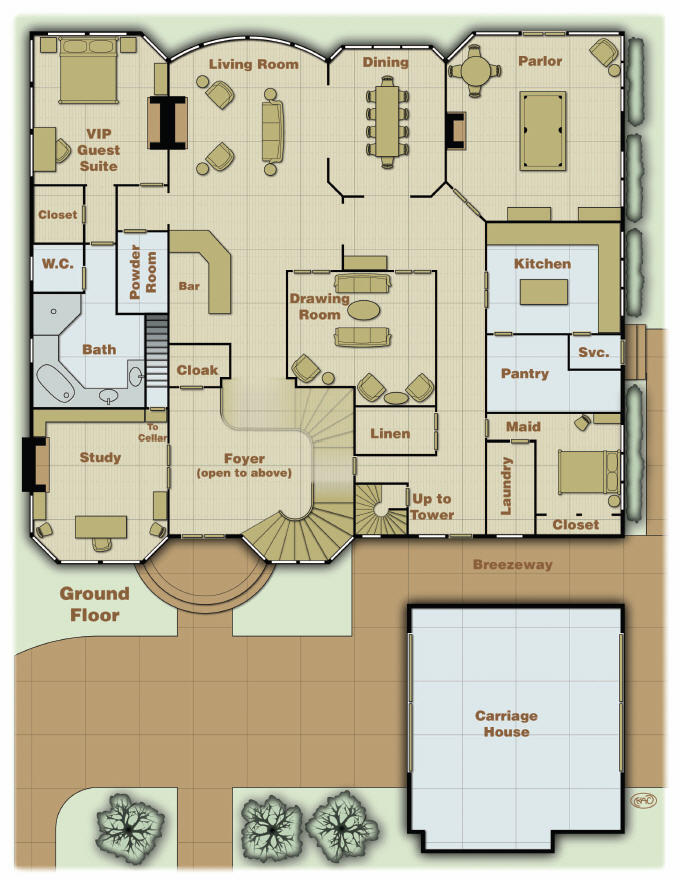 Living Room
Dining
Parlor
VIP
Guest
Suite
Closet
W.C.
Powder
Room
Bar
Drawing
Room
Kitchen
Bath
Cloak
Pantry
Svc.
To
Cellar
Study
Foyer
(open to above)
Linen
Maid
Laundry
Up to
Tower
Closet
Breezeway
Ground
Floor
Carriage
House